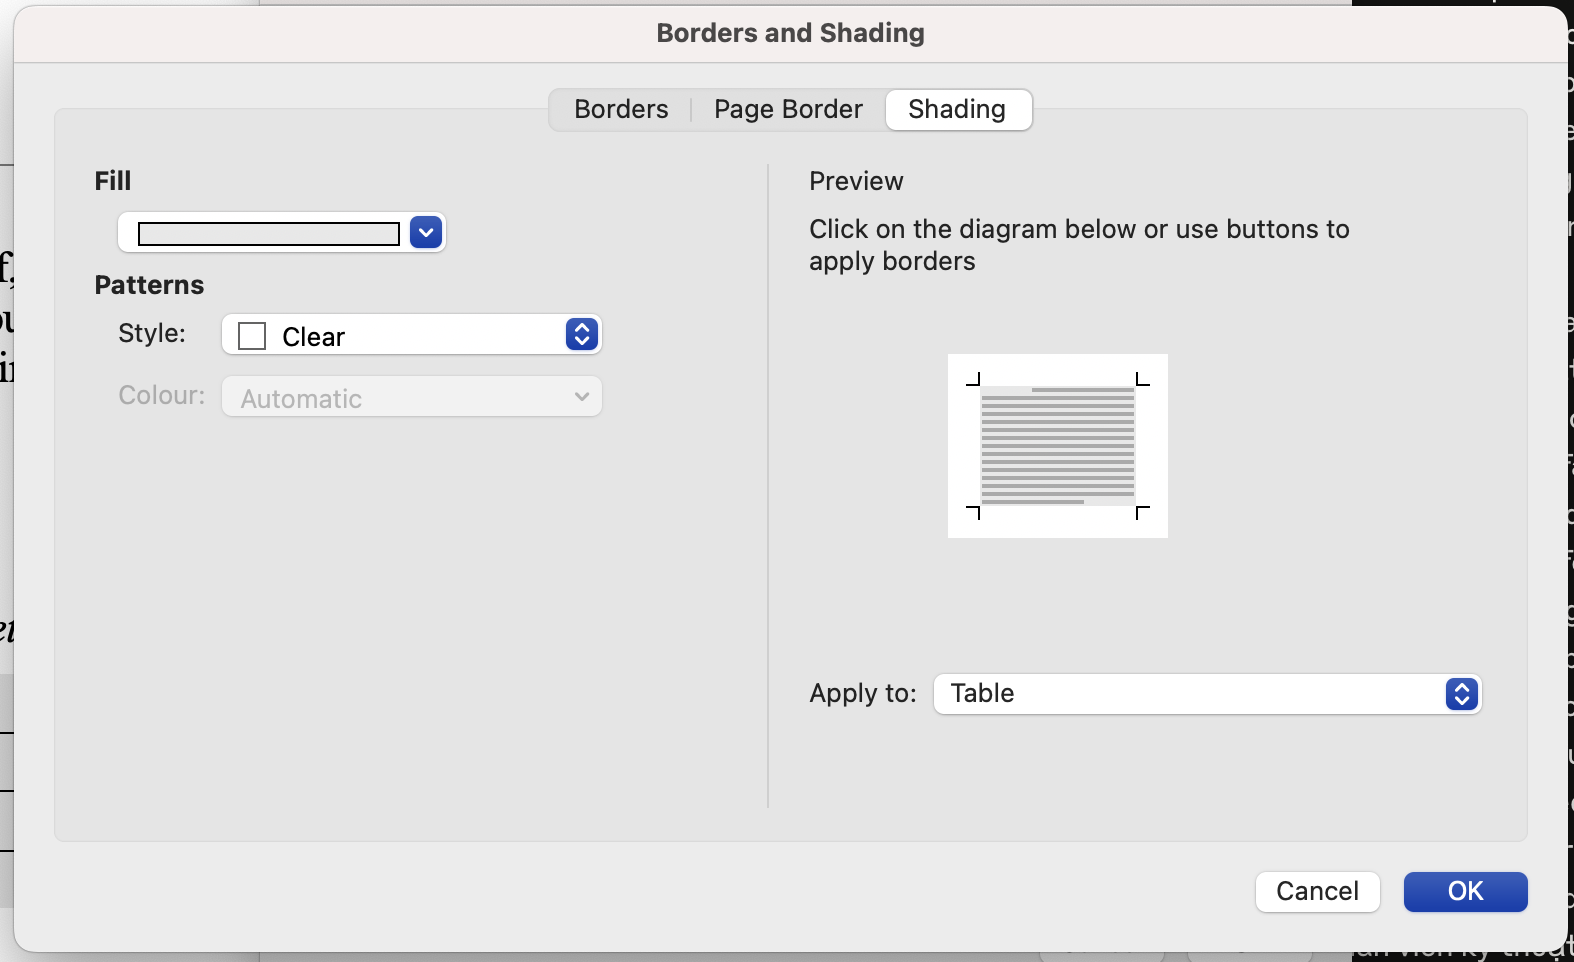 Borders and Shading
Borders
Page Border
Shading
Fill
Patterns
Style:
Clear
Colour:
Automatic
Preview
Click on the diagram below or use buttons to
apply borders
Apply to:
Table
Cancel
OK